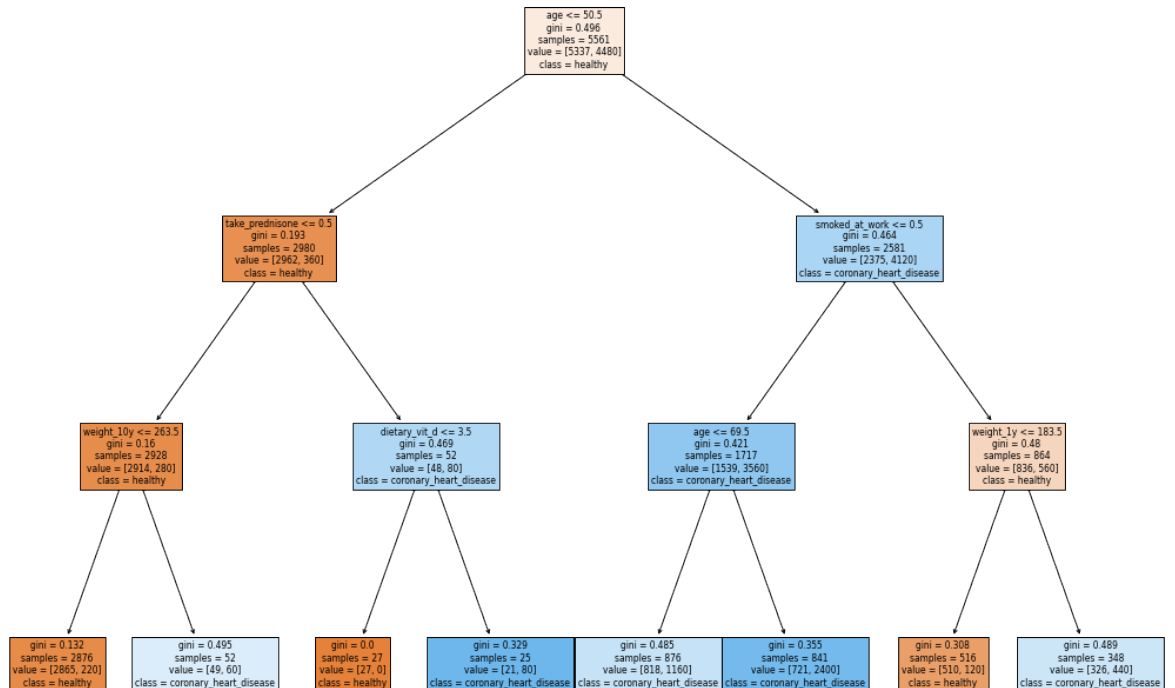 age <= 50.5
gini = 0.496
samples = 5561
value = [5337, 4480]
class = healthy
take_prednisone <= 0.5
gini = 0.193
samples = 2980
value = [2962, 360]
class = healthy
smoked_at_work <= 0.5
gini = 0.464
samples = 2581
value = [2375, 4120]
class = coronary_heart_disease
weight_10y <= 263.5
gini = 0.16
samples = 2928
value = [2914, 280]
class = healthy
dietary_vit_d <= 3.5
gini = 0.469
samples = 52
value = [48, 80]
class = coronary_heart_disease
age <= 69.5
gini = 0.421
samples = 1717
value = [1539, 3560]
class = coronary_heart_disease
weight_1y <= 183.5
gini = 0.48
samples = 864
value = [836, 560]
class = healthy
gini = 0.132
samples = 2876
value = [2865, 220]
class = healthy
gini = 0.495
samples = 52
value = [49, 60]
class = coronary_heart_disease
gini = 0.0
samples = 27
value = [27, 0]
class = healthy
gini = 0.329
samples = 25
value = [21, 80]
class = coronary_heart_disease
gini = 0.485
samples = 876
value = [818, 1160]
class = coronary_heart_disease
gini = 0.355
samples = 841
value = [721, 2400]
class = coronary_heart_disease
gini = 0.308
samples = 516
value = [510, 120]
class = healthy
gini = 0.489
samples = 348
value = [326, 440]
class = coronary_heart_disease